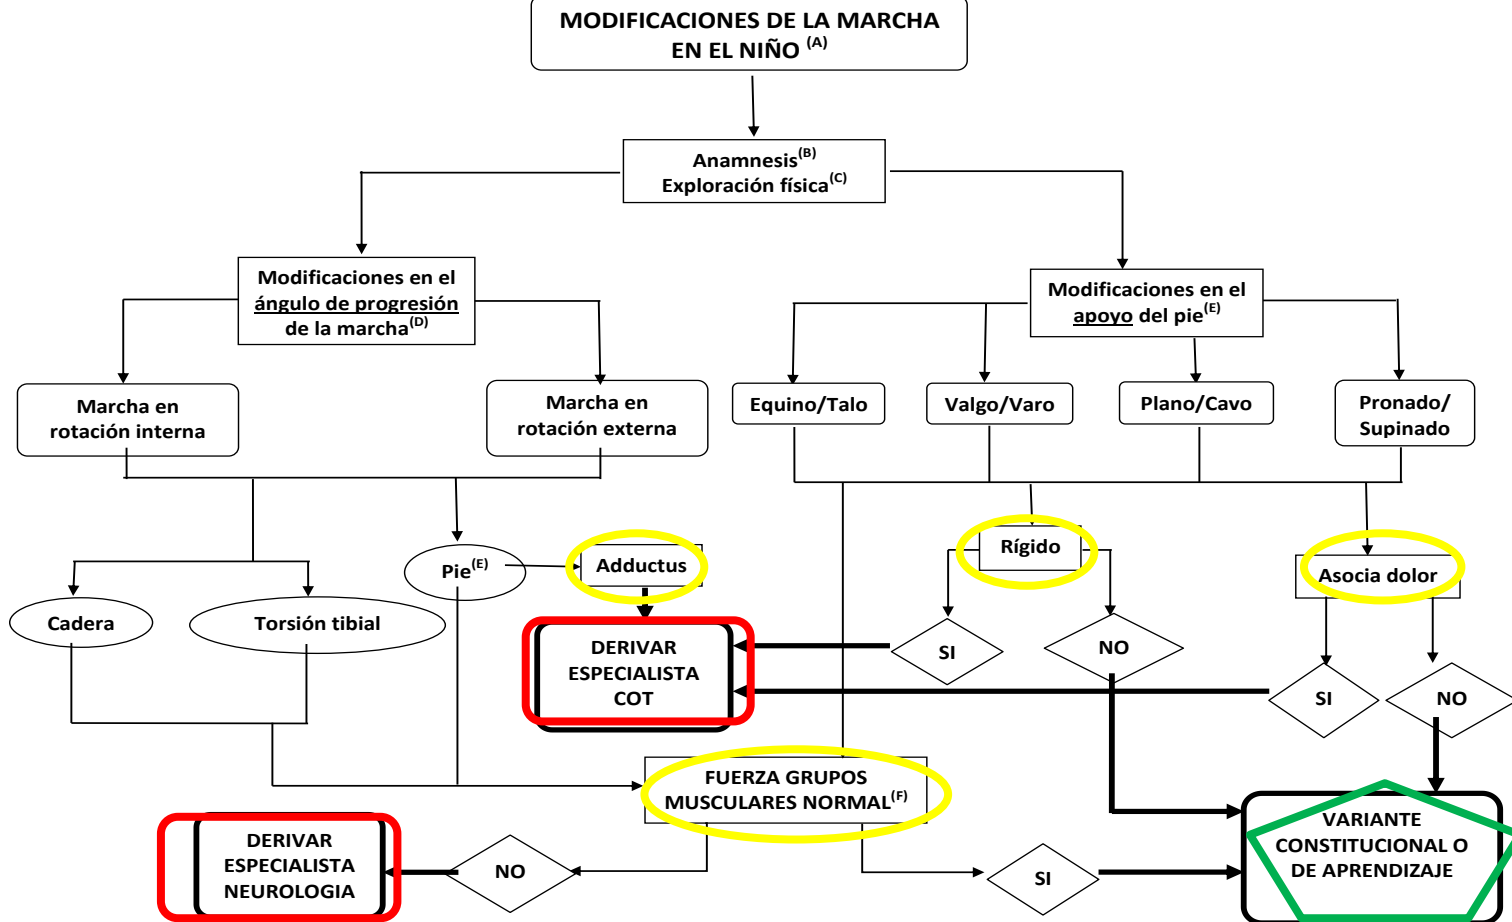 MODIFICACIONES DE LA MARCHA
EN EL NIÑO (A)
Anamnesis(B)
Exploración física(C)
Modificaciones en el
ángulo de progresión
de la marcha(D)
Modificaciones en el
apoyo del pie(E)
Marcha en
rotación interna
Marcha en
rotación externa
Equino/Talo
Valgo/Varo
Plano/Cavo
Pronado/
Supinado
Pie(E)
Adductus
Rígido
Asocia dolor
Cadera
Torsión tibial
DERIVAR
ESPECIALISTA
COT
SI
NO
SI
NO
FUERZA GRUPOS
MUSCULARES NORMAL(F)
DERIVAR
ESPECIALISTA
NEUROLOGIA
NO
SI
VARIANTE
CONSTITUCIONAL O
DE APRENDIZAJE